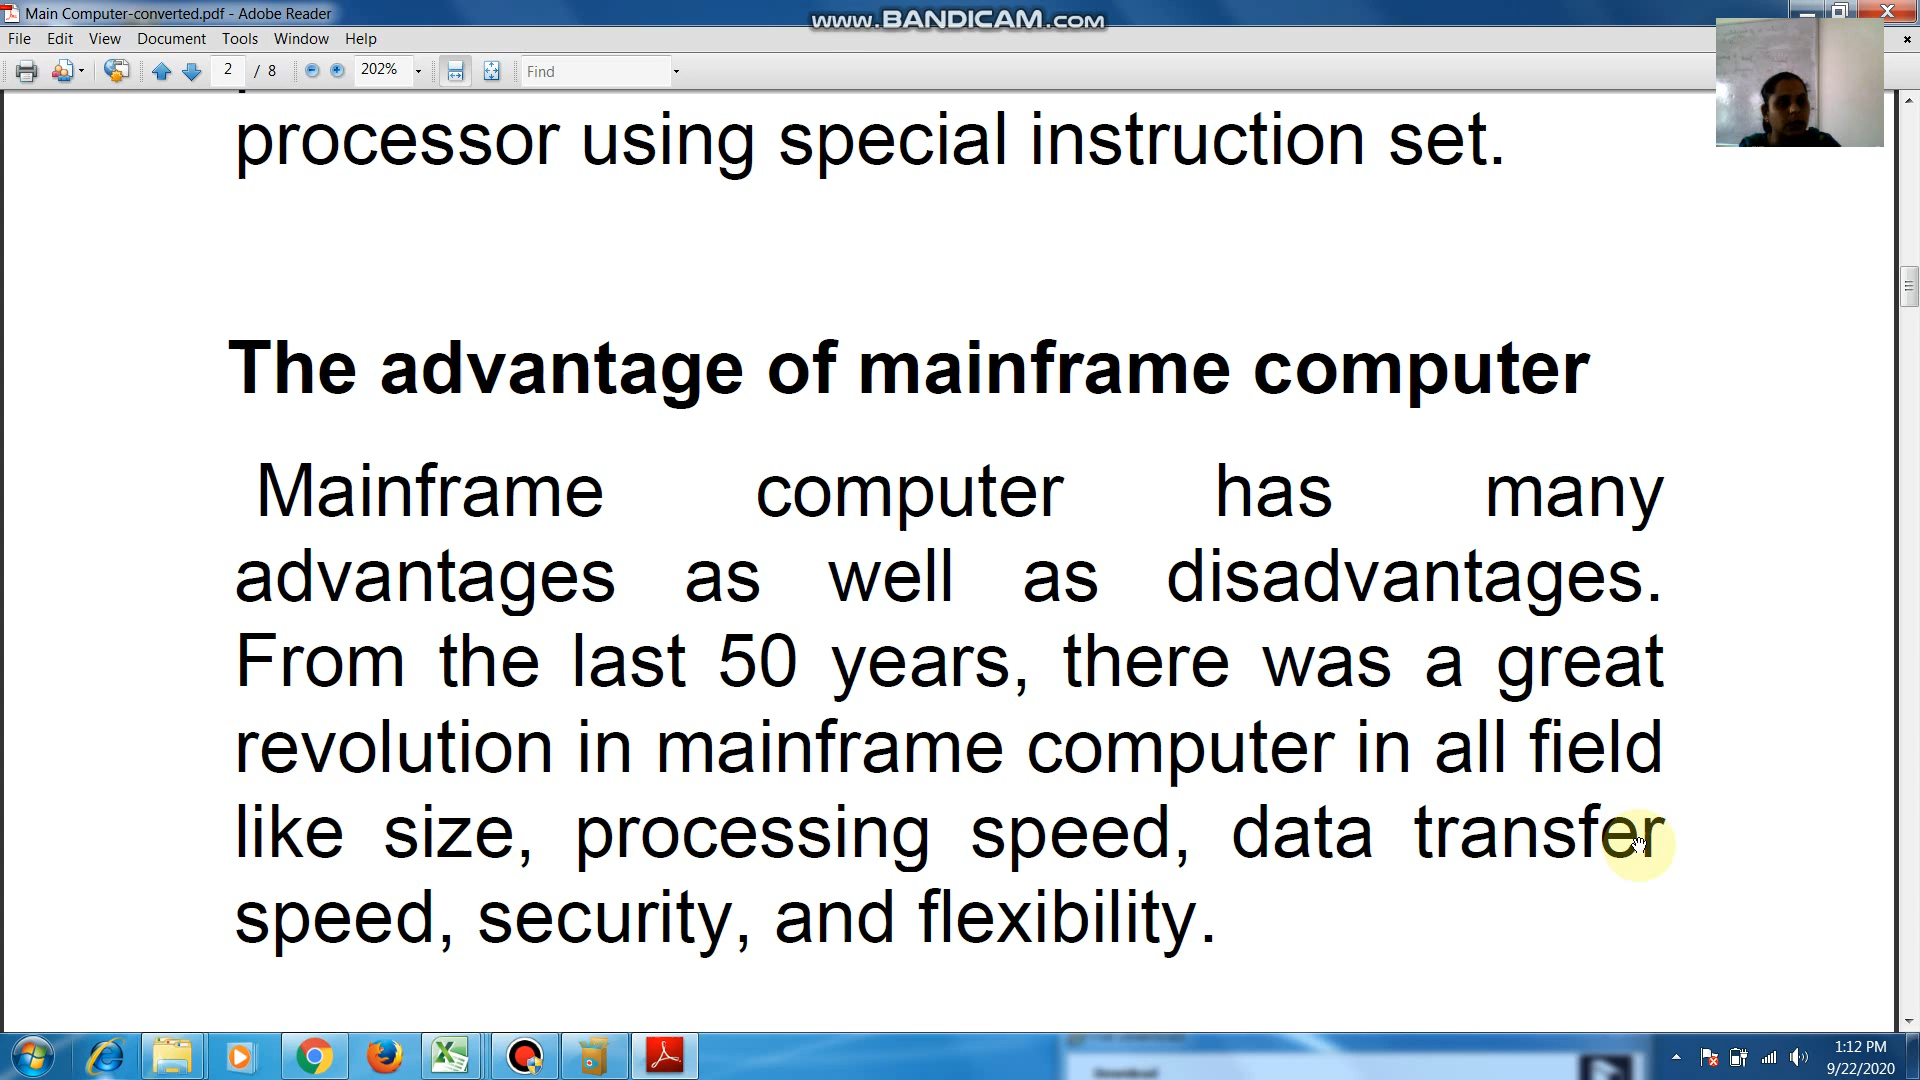 Main Computer-converted.pdf - Adobe Reader
www.BANDICAM.com
File Edit View Document Tools Window Help
2 / 8 202% Find
processor using special instruction set.
The advantage of mainframe computer
Mainframe computer has many
advantages as well as disadvantages.
From the last 50 years, there was a great
revolution in mainframe computer in all field
like size, processing speed, data transfer
speed, security, and flexibility.
1:12 PM
9/22/2020